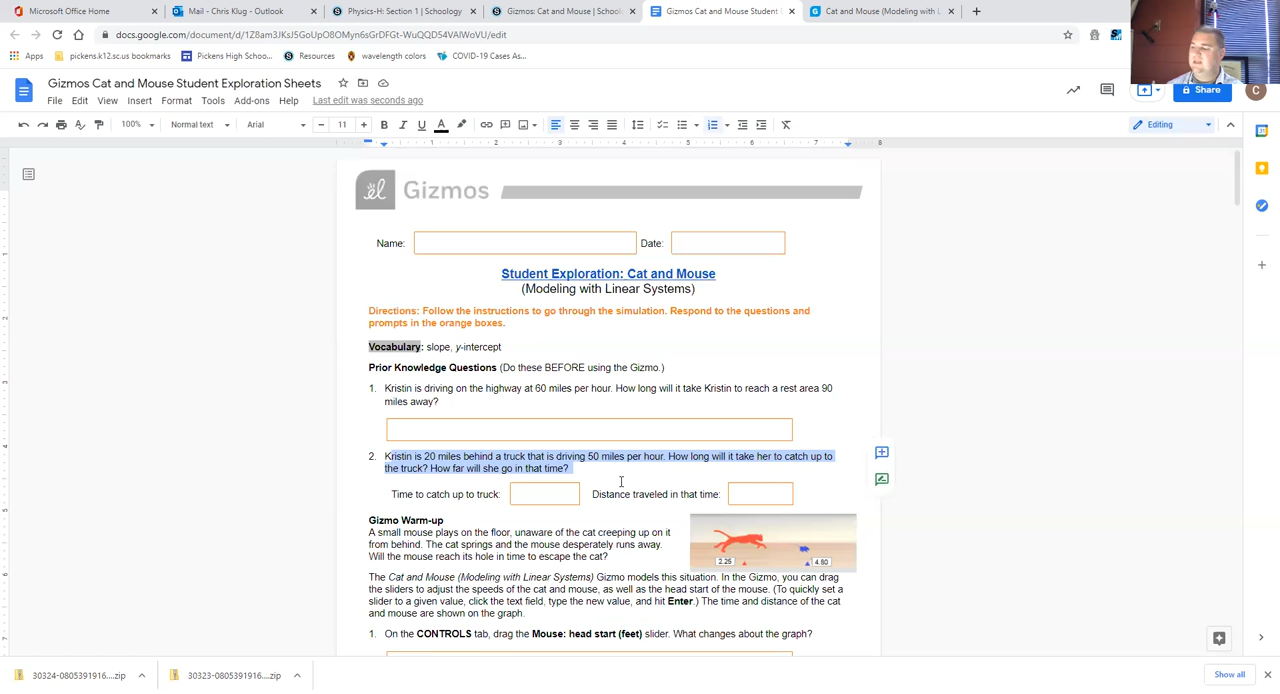 Microsoft Office Home
Mail - Chris Klug - Outlook
Physics-H: Section 1 | Schoology
Gizmos: Cat and Mouse | School
Gizmos Cat and Mouse Student E
Cat and Mouse (Modeling with L
docs.google.com/document/d/1Z8am3JKsJ5GoUpO8OMyn6sGrDFGt-WuQQD54VAlWoVU/edit
Apps
pickens.k12.sc.us bookmarks
Pickens High Schoo...
Resources
wavelength colors
COVID-19 Cases As...
Gizmos Cat and Mouse Student Exploration Sheets
File Edit View Insert Format Tools Add-ons Help Last edit was seconds ago
Share
C
100% Normal text Arial 11 B I U A
Editing
1 2 3 4 5 6 7 8
el Gizmos
Name: Date:
Student Exploration: Cat and Mouse
(Modeling with Linear Systems)
Directions: Follow the instructions to go through the simulation. Respond to the questions and
prompts in the orange boxes.
Vocabulary: slope, y-intercept
Prior Knowledge Questions (Do these BEFORE using the Gizmo.)
1. Kristin is driving on the highway at 60 miles per hour. How long will it take Kristin to reach a rest area 90
miles away?
2. Kristin is 20 miles behind a truck that is driving 50 miles per hour. How long will it take her to catch up to
the truck? How far will she go in that time?
Time to catch up to truck: Distance traveled in that time:
Gizmo Warm-up
A small mouse plays on the floor, unaware of the cat creeping up on it
from behind. The cat springs and the mouse desperately runs away.
Will the mouse reach its hole in time to escape the cat?
2.25 4.60
The Cat and Mouse (Modeling with Linear Systems) Gizmo models this situation. In the Gizmo, you can drag
the sliders to adjust the speeds of the cat and mouse, as well as the head start of the mouse. (To quickly set a
slider to a given value, click the text field, type the new value, and hit Enter.) The time and distance of the cat
and mouse are shown on the graph.
1. On the CONTROLS tab, drag the Mouse: head start (feet) slider. What changes about the graph?
30324-0805391916....zip
30323-0805391916....zip
Show all